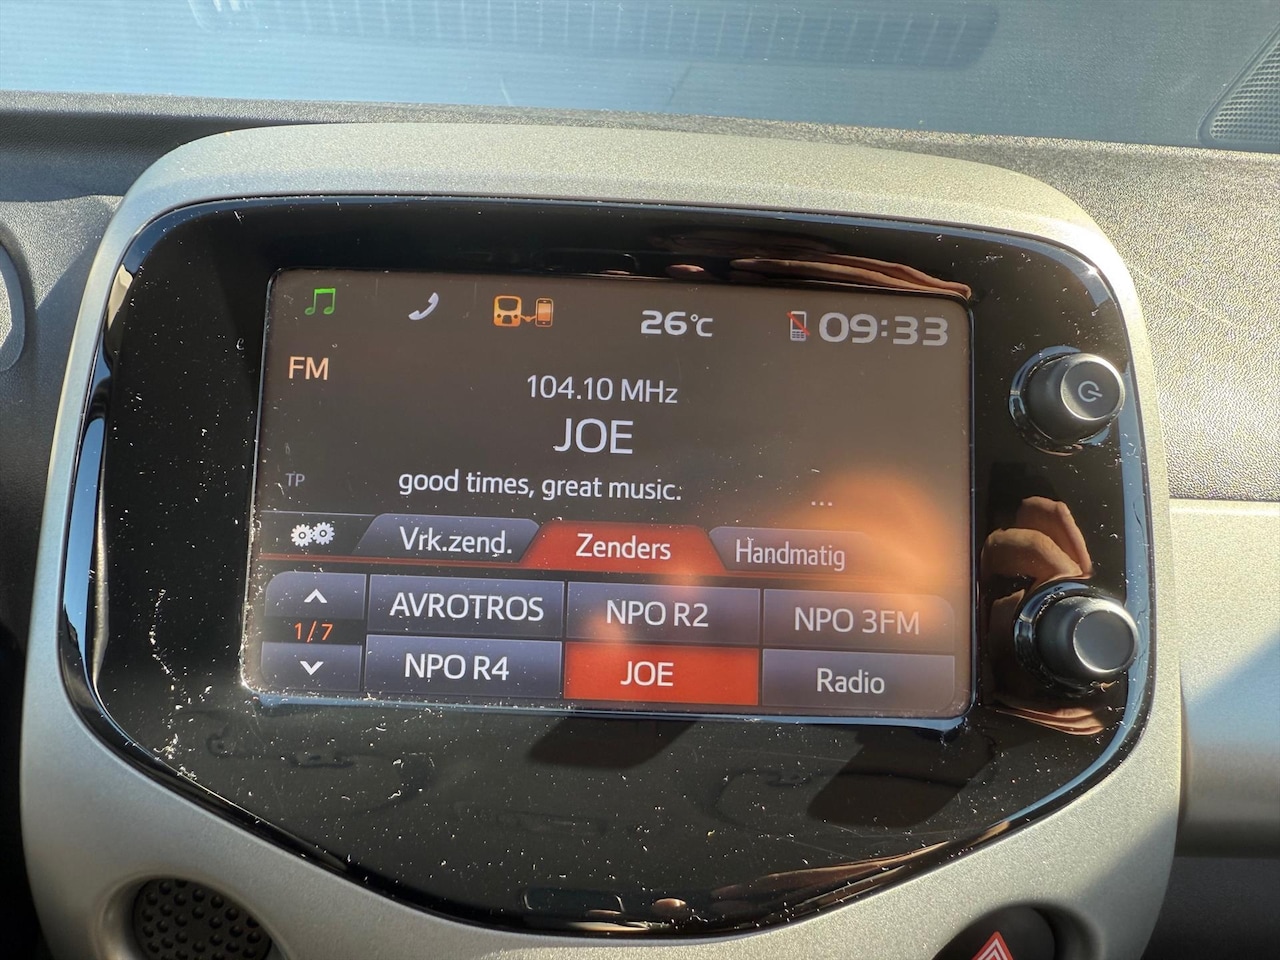 26°C
09:33
FM
104.10 MHz
JOE
TP
good times, great music.
...
Vrk.zend.
Zenders
Handmatig
AVROTROS
NPO R2
NPO 3FM
1/7
NPO R4
JOE
Radio